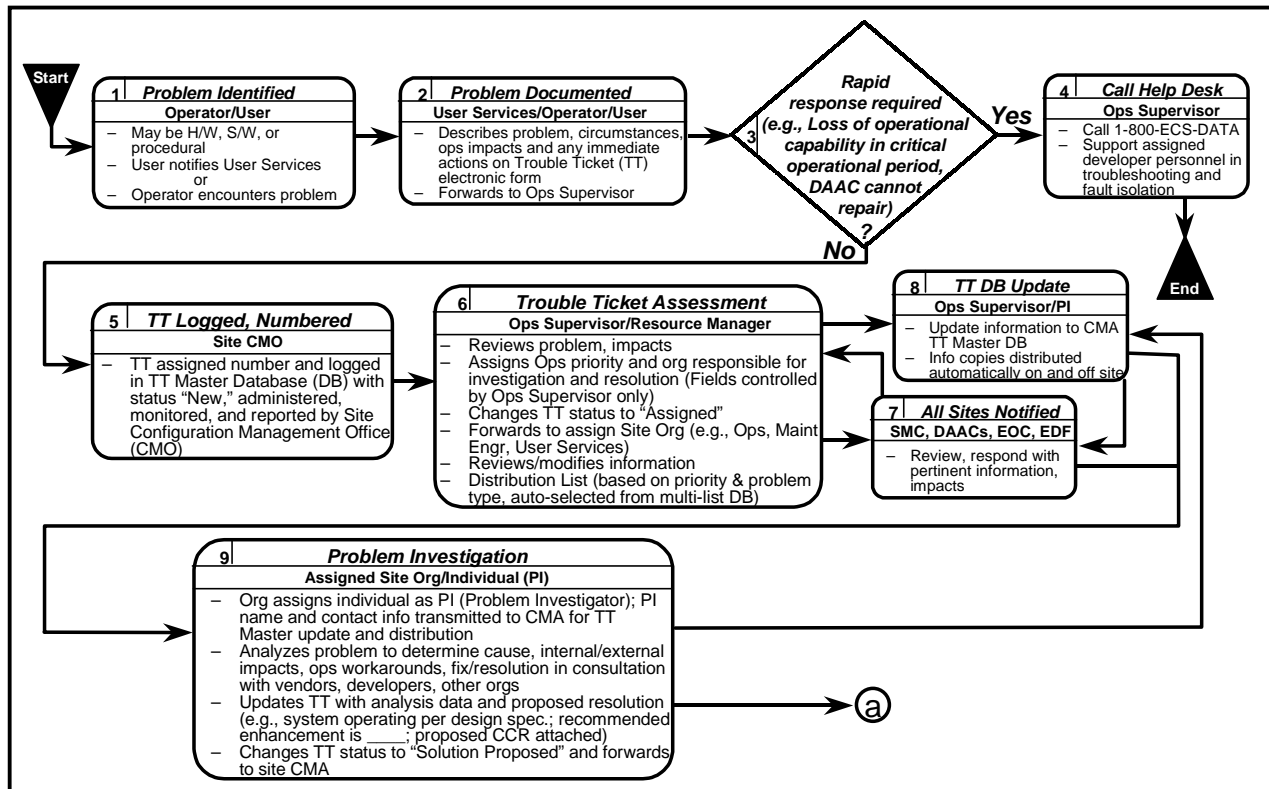 Start
1 Problem Identified
Operator/User
– May be H/W, S/W, or
procedural
– User notifies User Services
or
– Operator encounters problem
2 Problem Documented
User Services/Operator/User
– Describes problem, circumstances,
ops impacts and any immediate
actions on Trouble Ticket (TT)
electronic form
– Forwards to Ops Supervisor
3
Rapid
response required
(e.g., Loss of operational
capability in critical
operational period,
DAAC cannot
repair)
?
Yes
No
4 Call Help Desk
Ops Supervisor
– Call 1-800-ECS-DATA
– Support assigned
developer personnel in
troubleshooting and
fault isolation
End
5 TT Logged, Numbered
Site CMO
– TT assigned number and logged
in TT Master Database (DB) with
status “New,” administered,
monitored, and reported by Site
Configuration Management Office
(CMO)
6 Trouble Ticket Assessment
Ops Supervisor/Resource Manager
– Reviews problem, impacts
– Assigns Ops priority and org responsible for
investigation and resolution (Fields controlled
by Ops Supervisor only)
– Changes TT status to “Assigned”
– Forwards to assign Site Org (e.g., Ops, Maint
Engr, User Services)
– Reviews/modifies information
– Distribution List (based on priority & problem
type, auto-selected from multi-list DB)
8 TT DB Update
Ops Supervisor/PI
– Update information to CMA
TT Master DB
– Info copies distributed
automatically on and off site
7 All Sites Notified
SMC, DAACs, EOC, EDF
– Review, respond with
pertinent information,
impacts
9 Problem Investigation
Assigned Site Org/Individual (PI)
– Org assigns individual as PI (Problem Investigator); PI
name and contact info transmitted to CMA for TT
Master update and distribution
– Analyzes problem to determine cause, internal/external
impacts, ops workarounds, fix/resolution in consultation
with vendors, developers, other orgs
– Updates TT with analysis data and proposed resolution
(e.g., system operating per design spec.; recommended
enhancement is ____; proposed CCR attached)
– Changes TT status to “Solution Proposed” and forwards
to site CMA
a